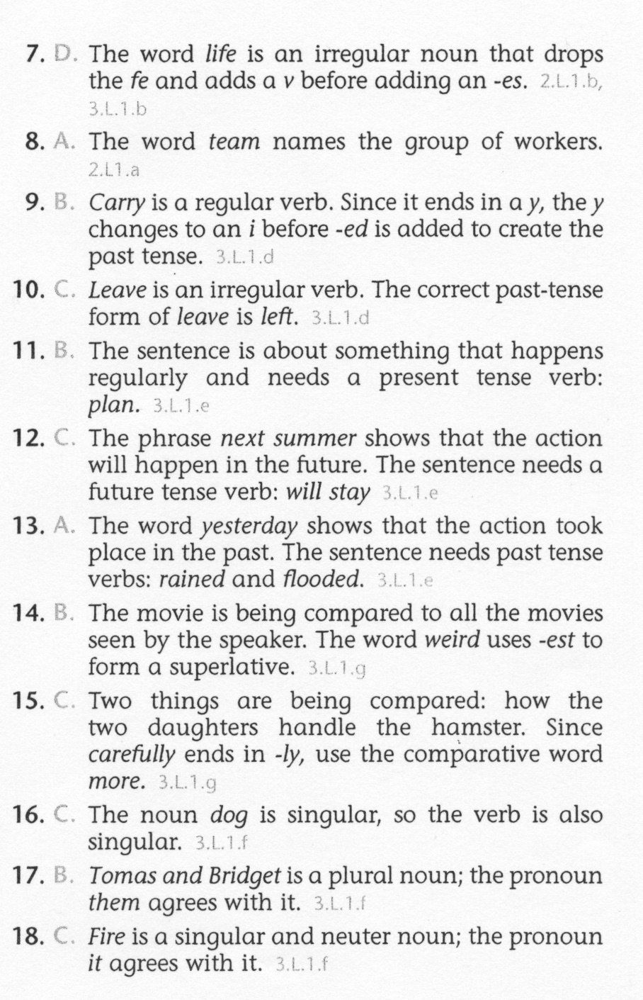 7. D. The word life is an irregular noun that drops
the fe and adds a v before adding an -es. 2.L.1.b,
3.L.1.b
8. A. The word team names the group of workers.
2.L1.a
9. B. Carry is a regular verb. Since it ends in a y, the y
changes to an i before -ed is added to create the
past tense. 3.L.1.d
10. C. Leave is an irregular verb. The correct past-tense
form of leave is left. 3.L.1.d
11. B. The sentence is about something that happens
regularly and needs a present tense verb:
plan. 3.L.1.e
12. C. The phrase next summer shows that the action
will happen in the future. The sentence needs a
future tense verb: will stay 3.L.1.e
13. A. The word yesterday shows that the action took
place in the past. The sentence needs past tense
verbs: rained and flooded. 3.L.1.e
14. B. The movie is being compared to all the movies
seen by the speaker. The word weird uses -est to
form a superlative. 3.L.1.g
15. C. Two things are being compared: how the
two daughters handle the hamster. Since
carefully ends in -ly, use the comparative word
more. 3.L.1.g
16. C. The noun dog is singular, so the verb is also
singular. 3.L.1.f
17. B. Tomas and Bridget is a plural noun; the pronoun
them agrees with it. 3.L.1.f
18. C. Fire is a singular and neuter noun; the pronoun
it agrees with it. 3.L.1.f